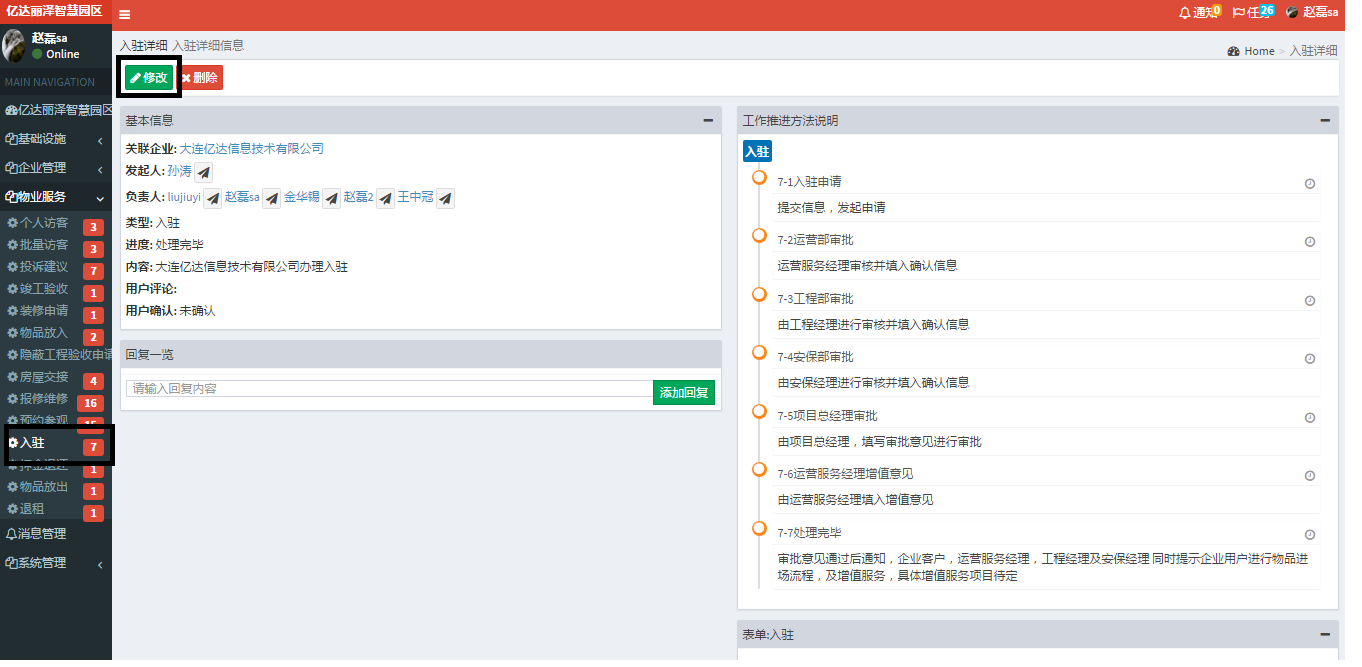 亿达丽泽智慧园区
通知 0
任务 26
赵磊sa
赵磊sa
Online
MAIN NAVIGATION
亿达丽泽智慧园区
基础设施
企业管理
物业服务
个人访客 3
批量访客 3
投诉建议 7
竣工验收 1
装修申请 1
物品放入 2
隐蔽工程验收申请
房屋交接 4
报修维修 16
预约参观 15
入驻 7
押金退还 1
物品放出 1
退租 1
消息管理
系统管理
入驻详细 入驻详细信息
Home > 入驻详细
修改 删除
基本信息
关联企业: 大连亿达信息技术有限公司
发起人: 孙涛
负责人: liujiuyi 赵磊sa 金华锡 赵磊2 王中冠
类型: 入驻
进度: 处理完毕
内容: 大连亿达信息技术有限公司办理入驻
用户评论:
用户确认: 未确认
回复一览
请输入回复内容 添加回复
工作推进方法说明
入驻
7-1入驻申请
提交信息，发起申请
7-2运营部审批
运营服务经理审核并填入确认信息
7-3工程部审批
由工程经理进行审核并填入确认信息
7-4安保部审批
由安保经理进行审核并填入确认信息
7-5项目总经理审批
由项目总经理，填写审批意见进行审批
7-6运营服务经理增值意见
由运营服务经理填入增值意见
7-7处理完毕
审批意见通过后通知，企业客户，运营服务经理，工程经理及安保经理 同时提示企业用户进行物品进
场流程，及增值服务，具体增值服务项目待定
表单:入驻